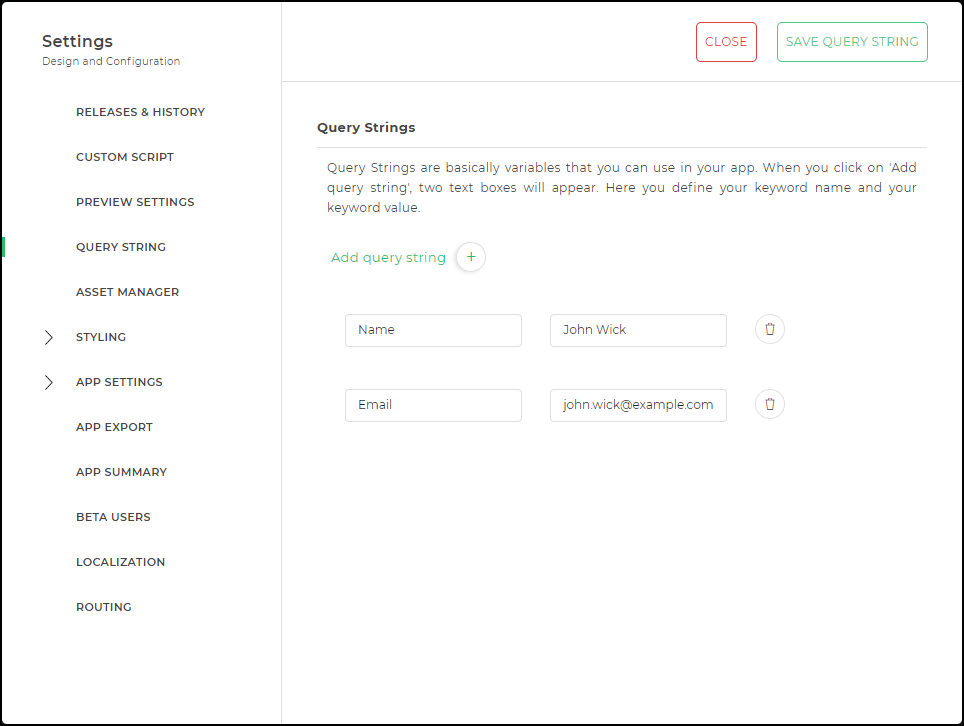 Settings
Design and Configuration
CLOSE
SAVE QUERY STRING
RELEASES & HISTORY
CUSTOM SCRIPT
PREVIEW SETTINGS
QUERY STRING
ASSET MANAGER
STYLING
APP SETTINGS
APP EXPORT
APP SUMMARY
BETA USERS
LOCALIZATION
ROUTING
Query Strings
Query Strings are basically variables that you can use in your app. When you click on 'Add
query string', two text boxes will appear. Here you define your keyword name and your
keyword value.
Add query string +
Name John Wick
Email john.wick@example.com